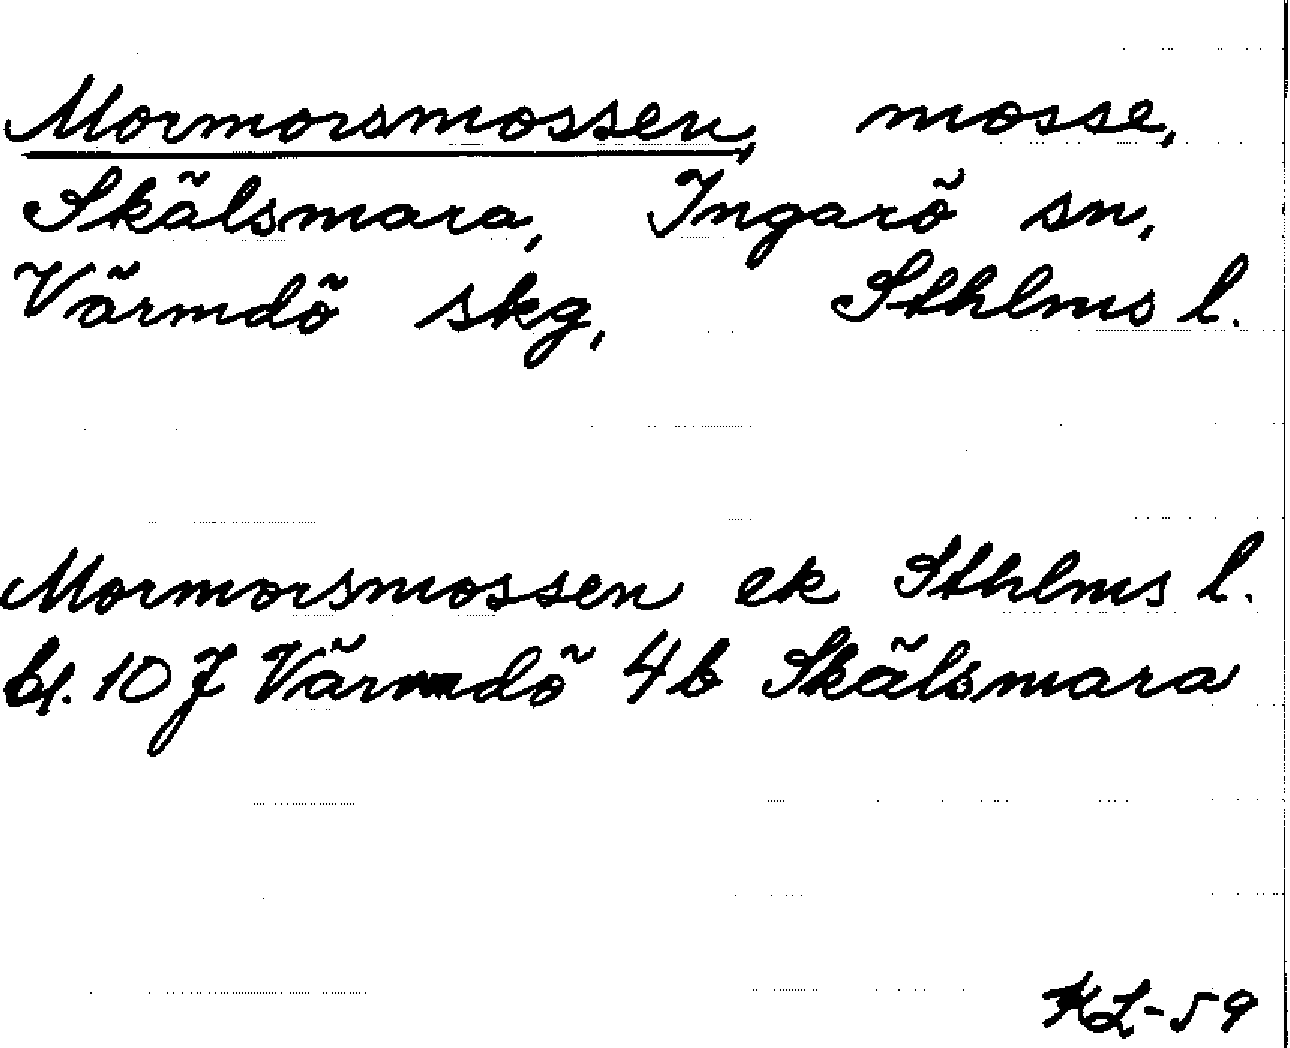 Mormorsmossen, mosse,
Skälsmara, Ingarö sn,
Värmdö skg, Sthlms l.
Mormorsmossen ek Sthlms l.
bl. 10 J Värmdö 4b Skälsmara
KL-59